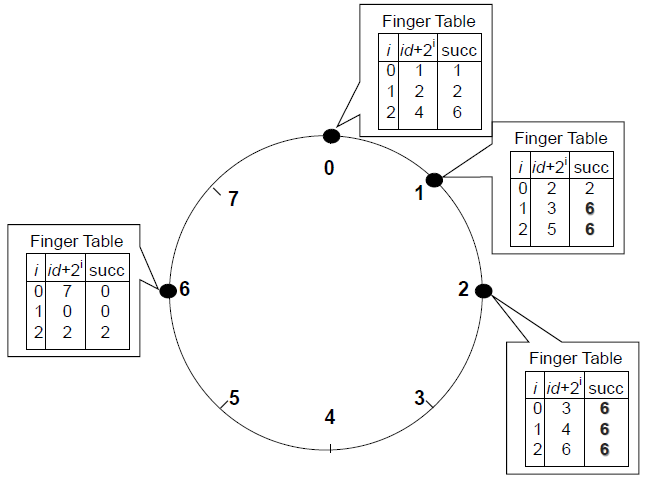 Finger Table
i id+2^i succ
0 1 1
1 2 2
2 4 6
Finger Table
i id+2^i succ
0 2 2
1 3 6
2 5 6
Finger Table
i id+2^i succ
0 7 0
1 0 0
2 2 2
Finger Table
i id+2^i succ
0 3 6
1 4 6
2 6 6
0
1
2
3
4
5
6
7